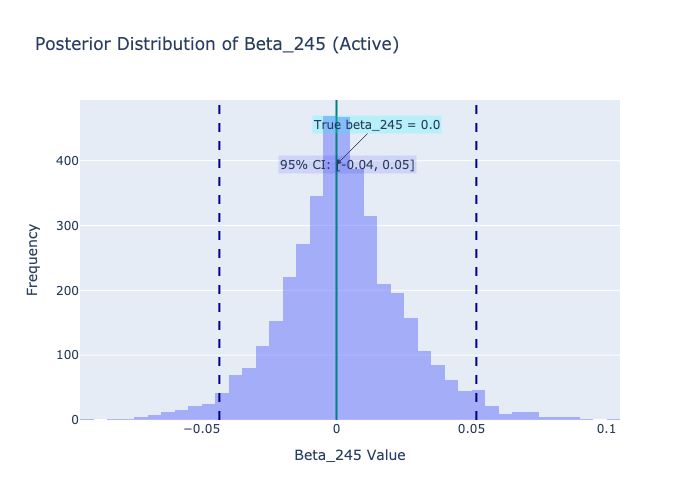 Posterior Distribution of Beta_245 (Active)
True beta_245 = 0.0
95% CI: [-0.04, 0.05]
400
300
200
100
0
Frequency
−0.05
0
0.05
0.1
Beta_245 Value